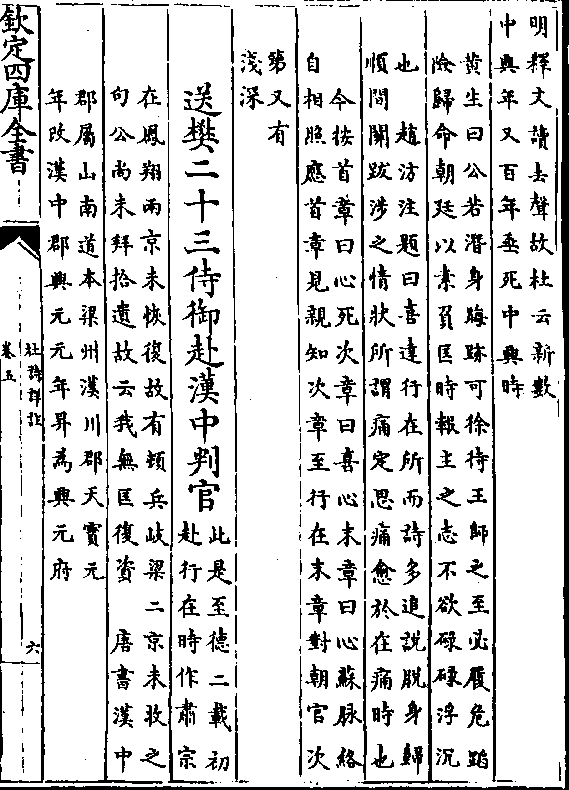 明釋文讀去聲故杜云新數
中興年又百年垂死中興時
黄生曰公若潛身晦跡可徐待王師之至必履危蹈
險歸命朝廷以素負匡時報主之志不欲碌碌浮沉
也　趙汸注題曰喜達行在所而詩多追說脫身歸
順間關跋涉之情狀所謂痛定思痛愈於在痛時也
今按首章曰心死次章曰喜心末章曰心蘇脉絡
自相照應首章見親知次章至行在末章對朝官次
第又有
淺深
送樊二十三侍御赴漢中判官
此是至德二載初
赴行在時作肅宗
在鳳翔兩京未恢復故有頓兵岐梁二京未收之
句公尚未拜拾遺故云我無匡復資　唐書漢中
郡屬山南道本梁州漢川郡天寶元
年改漢中郡興元元年昇為興元府
欽定四庫全書
杜詩詳註
卷五
六